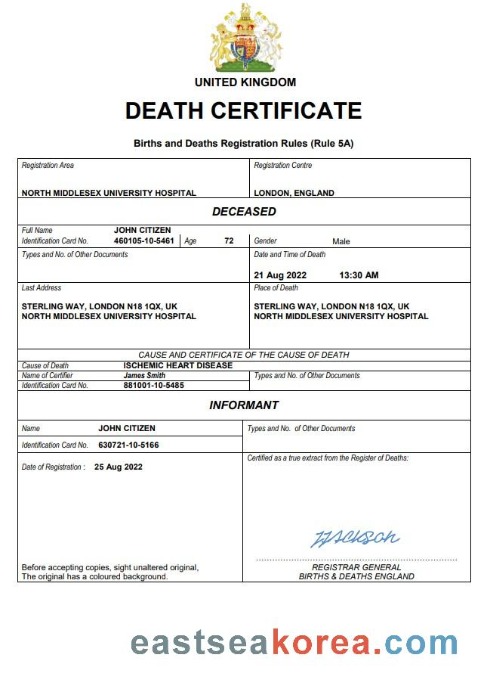 UNITED KINGDOM
DEATH CERTIFICATE
Births and Deaths Registration Rules (Rule 5A)
Registration Area
NORTH MIDDLESEX UNIVERSITY HOSPITAL
Registration Centre
LONDON, ENGLAND
DECEASED
Full Name JOHN CITIZEN
Identification Card No. 460105-10-5461 Age 72 Gender Male
Types and No. of Other Documents
Date and Time of Death
21 Aug 2022 13:30 AM
Last Address
STERLING WAY, LONDON N18 1QX, UK
NORTH MIDDLESEX UNIVERSITY HOSPITAL
Place of Death
STERLING WAY, LONDON N18 1QX, UK
NORTH MIDDLESEX UNIVERSITY HOSPITAL
CAUSE AND CERTIFICATE OF THE CAUSE OF DEATH
Cause of Death ISCHEMIC HEART DISEASE
Name of Certifier James Smith Types and No. of Other Documents
Identification Card No. 881001-10-5485
INFORMANT
Name JOHN CITIZEN
Identification Card No. 630721-10-5166
Types and No. of Other Documents
Date of Registration : 25 Aug 2022
Certified as a true extract from the Register of Deaths:
Before accepting copies, sight unaltered original,
The original has a coloured background.
REGISTRAR GENERAL
BIRTHS & DEATHS ENGLAND
eastseakorea.com